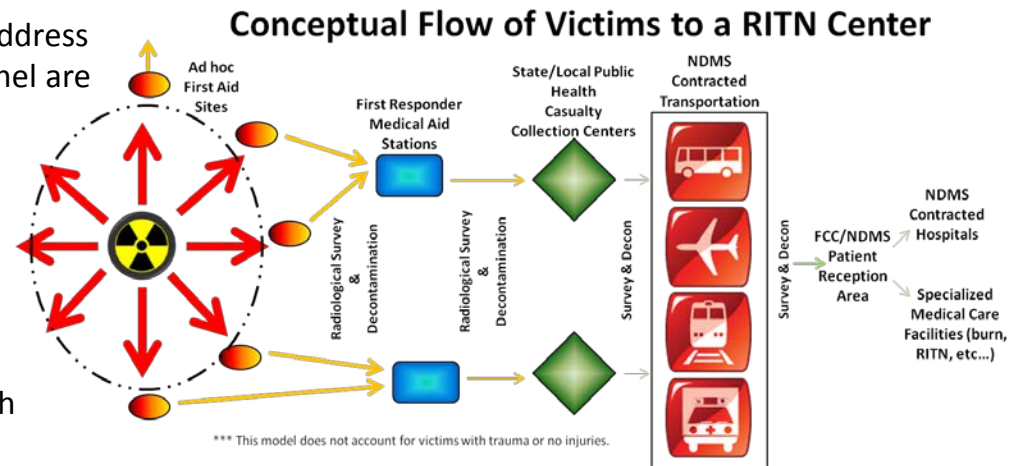 Conceptual Flow of Victims to a RITN Center
ddress
nel are
h
Ad hoc
First Aid
Sites
First Responder
Medical Aid
Stations
State/Local Public
Health
Casualty
Collection Centers
NDMS
Contracted
Transportation
Radiological Survey
&
Decontamination
Radiological Survey
&
Decontamination
Survey & Decon
Survey & Decon
FCC/NDMS
Patient
Reception
Area
NDMS
Contracted
Hospitals
Specialized
Medical Care
Facilities (burn,
RITN, etc...)
*** This model does not account for victims with trauma or no injuries.